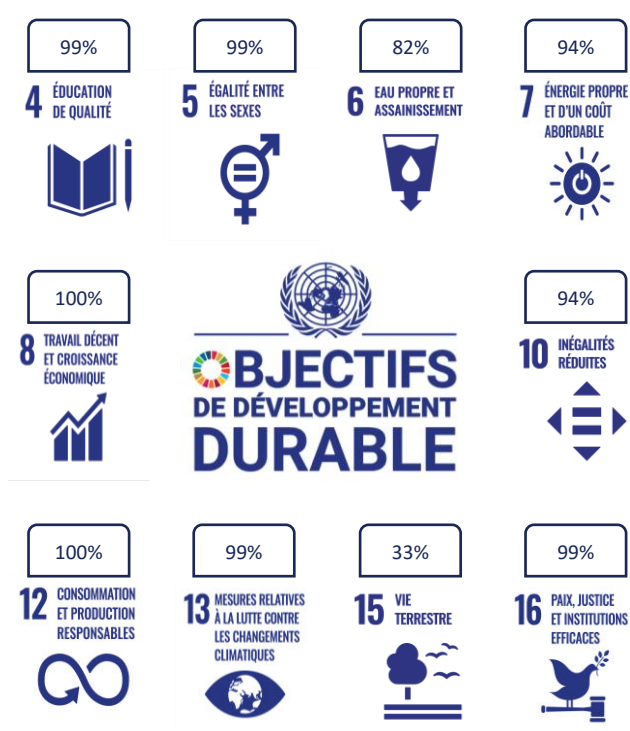 99%
4 ÉDUCATION
DE QUALITÉ
99%
5 ÉGALITÉ ENTRE
LES SEXES
82%
6 EAU PROPRE ET
ASSAINISSEMENT
94%
7 ÉNERGIE PROPRE
ET D'UN COÛT
ABORDABLE
100%
8 TRAVAIL DÉCENT
ET CROISSANCE
ÉCONOMIQUE
OBJECTIFS
DE DÉVELOPPEMENT
DURABLE
94%
10 INÉGALITÉS
RÉDUITES
100%
12 CONSOMMATION
ET PRODUCTION
RESPONSABLES
99%
13 MESURES RELATIVES
À LA LUTTE CONTRE
LES CHANGEMENTS
CLIMATIQUES
33%
15 VIE
TERRESTRE
99%
16 PAIX, JUSTICE
ET INSTITUTIONS
EFFICACES